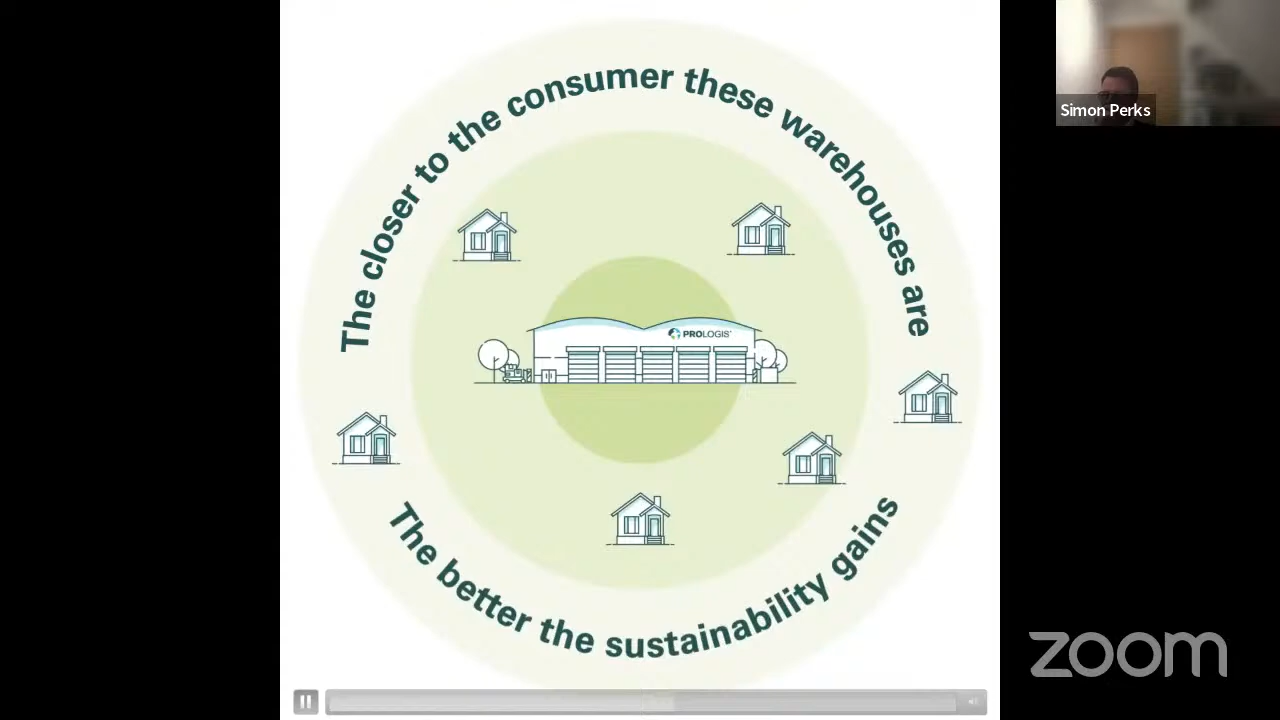 The closer to the consumer these warehouses are
Simon Perks
PROLOGIS
The better the sustainability gains
zoom